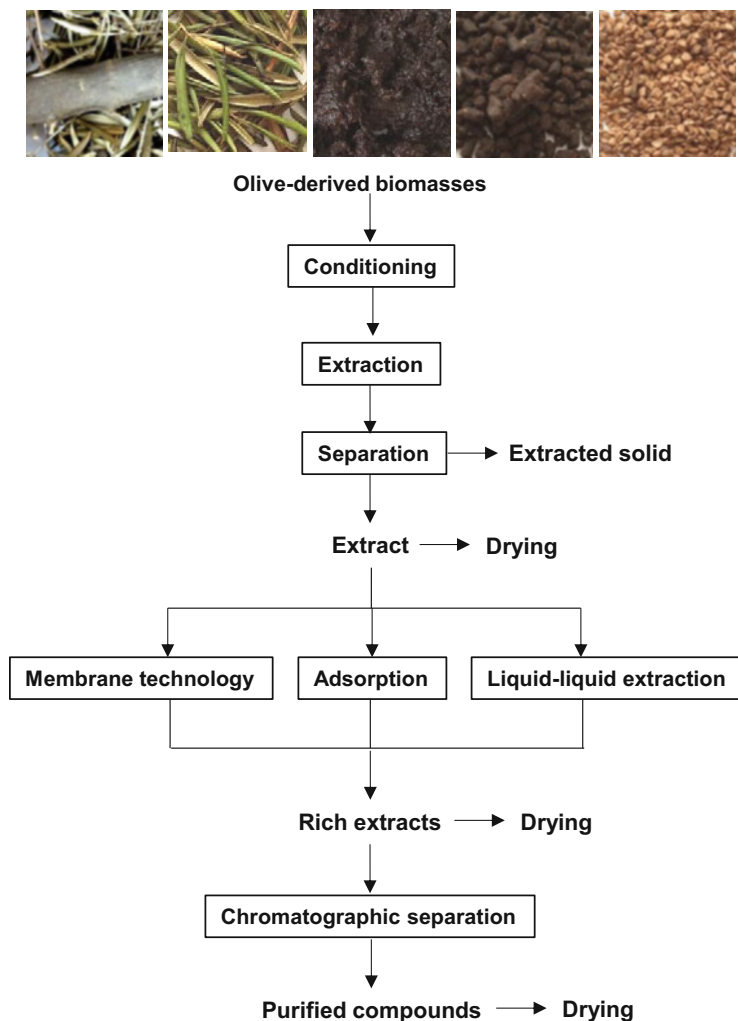 Olive-derived biomasses
Conditioning
Extraction
Separation
Extracted solid
Extract
Drying
Membrane technology
Adsorption
Liquid-liquid extraction
Rich extracts
Drying
Chromatographic separation
Purified compounds
Drying